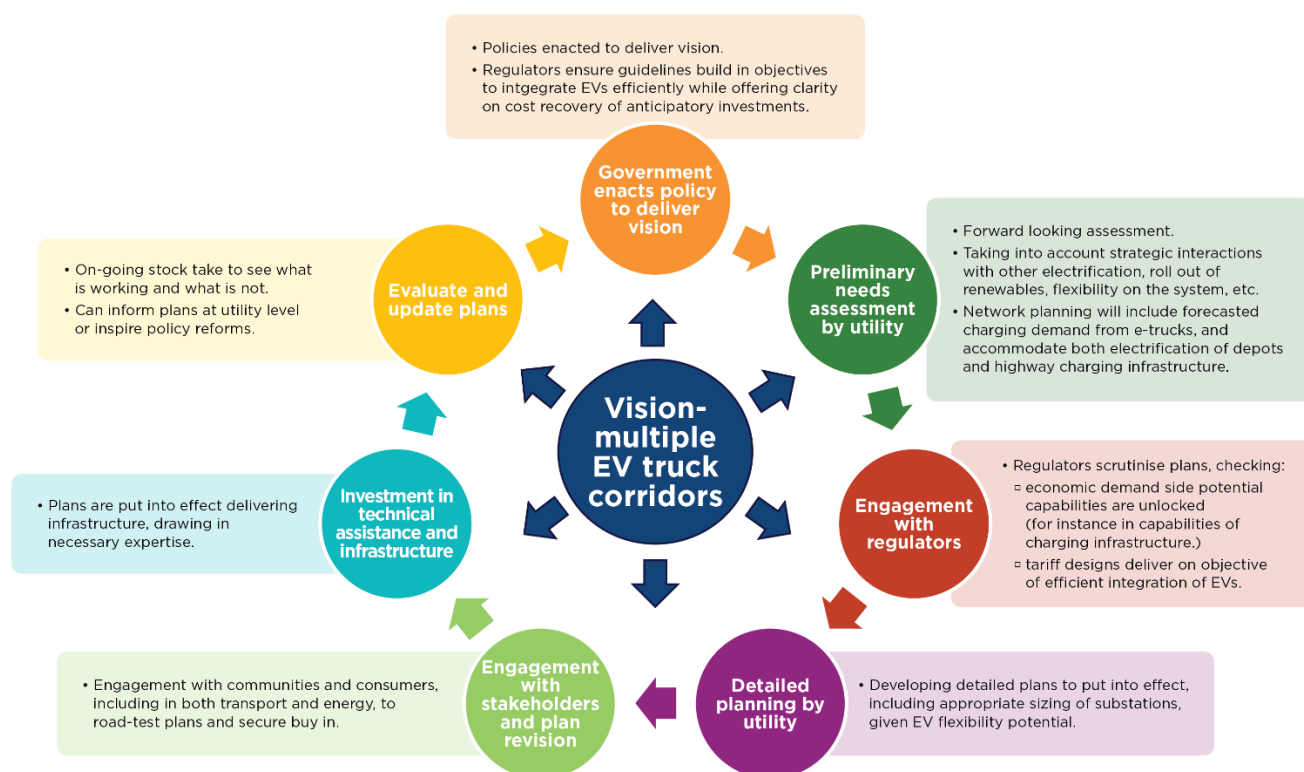 • Policies enacted to deliver vision.
• Regulators ensure guidelines build in objectives
to intgegrate EVs efficiently while offering clarity
on cost recovery of anticipatory investments.
Government
enacts policy
to deliver
vision
• Forward looking assessment.
• Taking into account strategic interactions
with other electrification, roll out of
renewables, flexibility on the system, etc.
• Network planning will include forecasted
charging demand from e-trucks, and
accommodate both electrification of depots
and highway charging infrastructure.
Preliminary
needs
assessment
by utility
• On-going stock take to see what
is working and what is not.
• Can inform plans at utility level
or inspire policy reforms.
Evaluate and
update plans
Vision-
multiple
EV truck
corridors
Engagement
with
regulators
• Regulators scrutinise plans, checking:
▫ economic demand side potential
capabilities are unlocked
(for instance in capabilities of
charging infrastructure.)
▫ tariff designs deliver on objective
of efficient integration of EVs.
• Plans are put into effect delivering
infrastructure, drawing in
necessary expertise.
Investment in
technical
assistance and
infrastructure
• Engagement with communities and consumers,
including in both transport and energy, to
road-test plans and secure buy in.
Engagement
with
stakeholders
and plan
revision
Detailed
planning by
utility
• Developing detailed plans to put into effect,
including appropriate sizing of substations,
given EV flexibility potential.